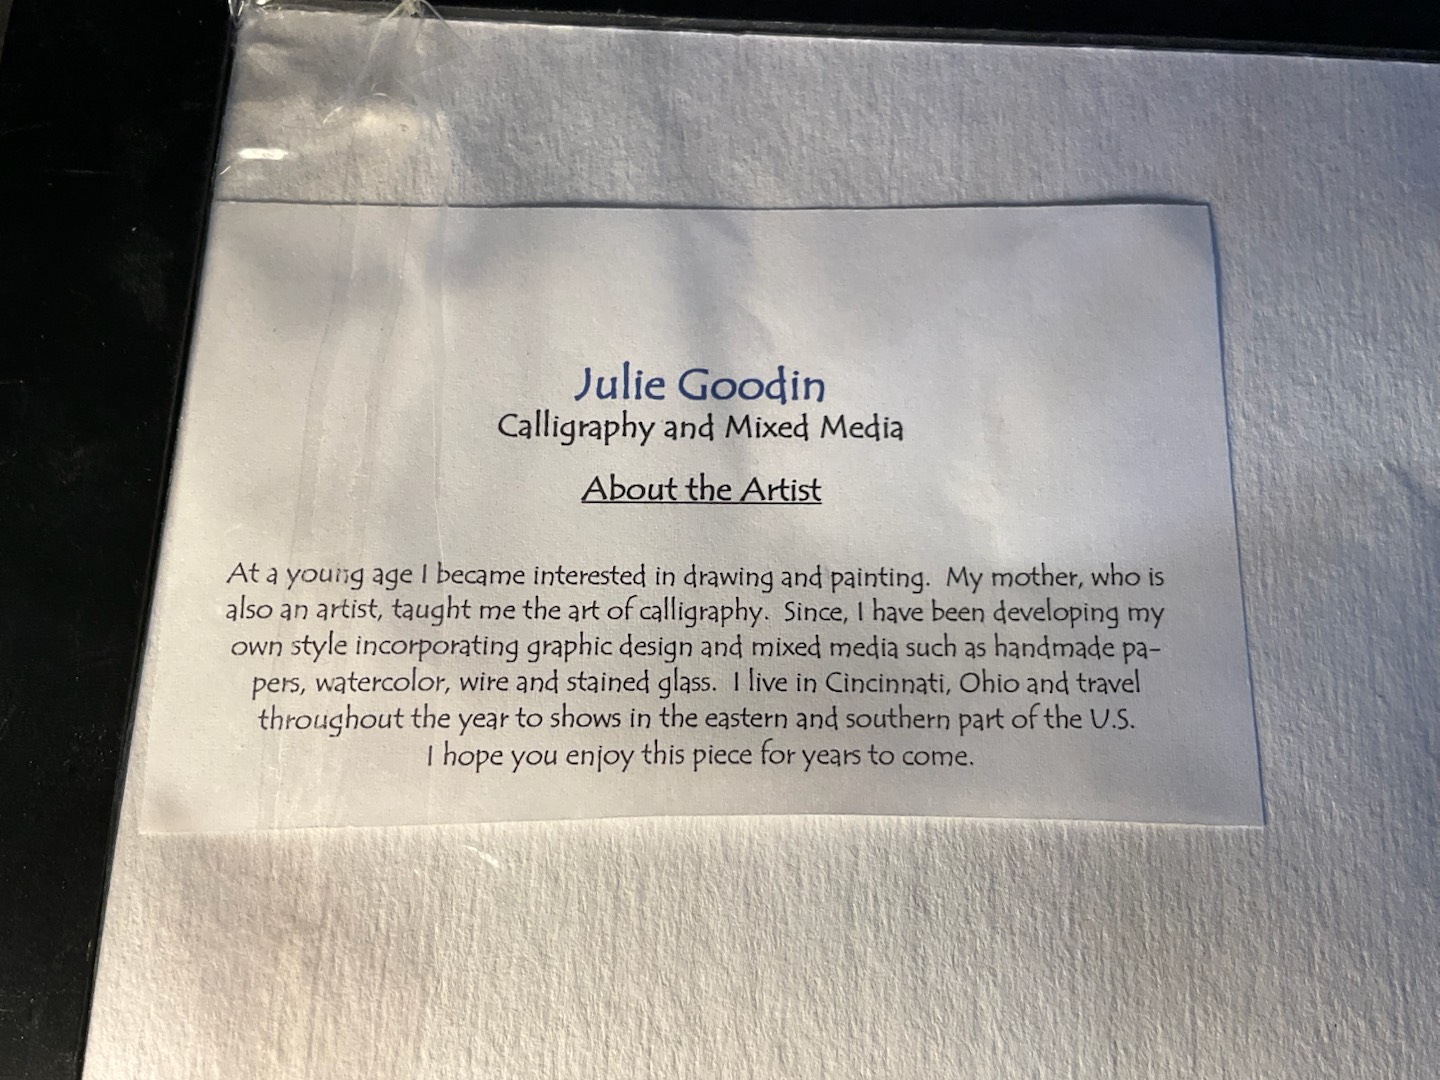 Julie Goodin
Calligraphy and Mixed Media
About the Artist
At a young age I became interested in drawing and painting.  My mother, who is
also an artist, taught me the art of calligraphy.  Since, I have been developing my
own style incorporating graphic design and mixed media such as handmade pa-
pers, watercolor, wire and stained glass.  I live in Cincinnati, Ohio and travel
throughout the year to shows in the eastern and southern part of the U.S.
I hope you enjoy this piece for years to come.